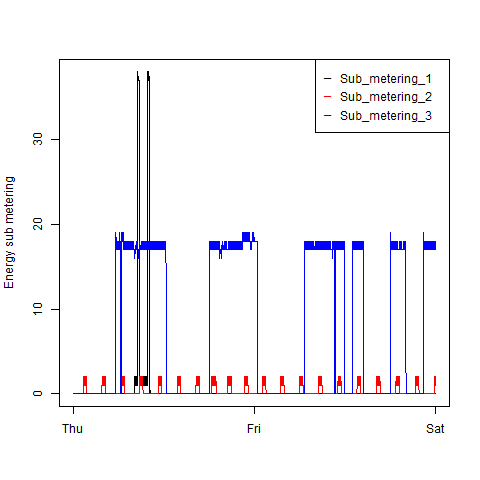 Sub_metering_1
Sub_metering_2
Sub_metering_3
Energy sub metering
30
20
10
0
Thu
Fri
Sat